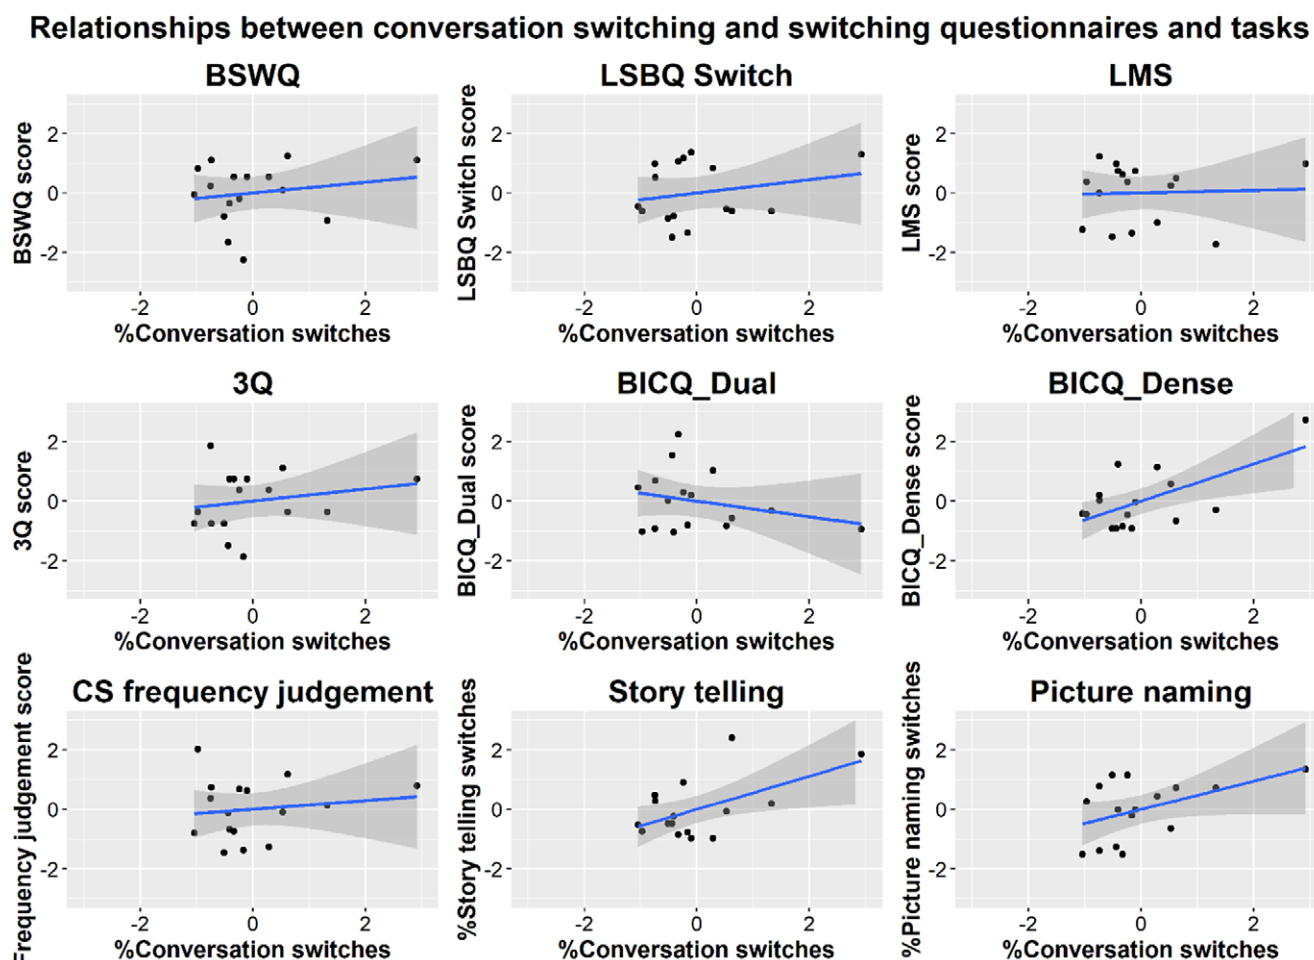 Relationships between conversation switching and switching questionnaires and tasks
BSWQ
LSBQ Switch
LMS
BSWQ score
2
0
-2
-2 0 2
%Conversation switches
LSBQ Switch score
2
0
-2
-2 0 2
%Conversation switches
LMS score
2
0
-2
-2 0 2
%Conversation switches
3Q
BICQ_Dual
BICQ_Dense
3Q score
2
0
-2
-2 0 2
%Conversation switches
BICQ_Dual score
2
0
-2
-2 0 2
%Conversation switches
BICQ_Dense score
2
0
-2
-2 0 2
%Conversation switches
CS frequency judgement
Story telling
Picture naming
Frequency judgement score
2
0
-2
-2 0 2
%Conversation switches
%Story telling switches
2
0
-2
-2 0 2
%Conversation switches
%Picture naming switches
2
0
-2
-2 0 2
%Conversation switches